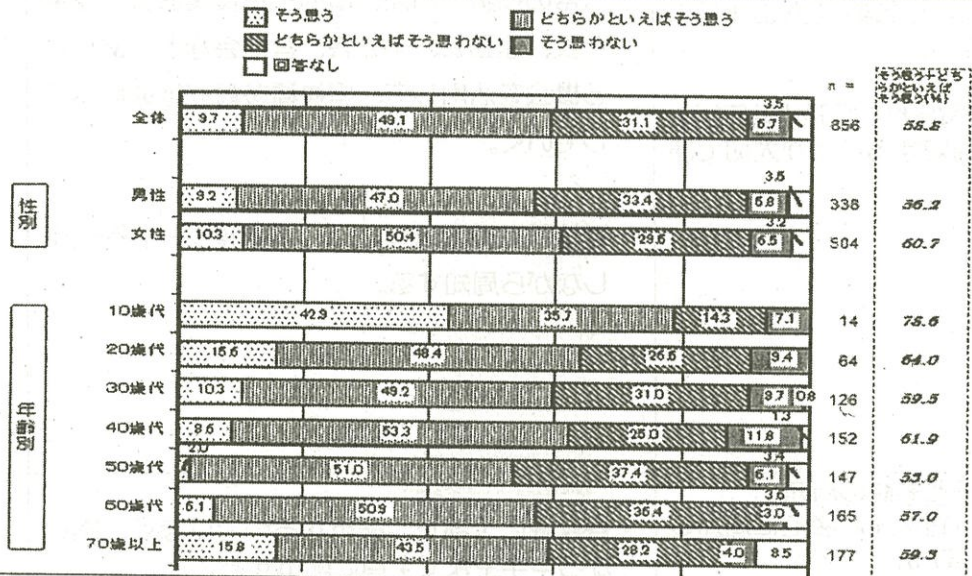 そう思う どちらかといえばそう思う
どちらかといえばそう思わない そう思わない
回答なし
n = そう思う+どちらかといえばそう思う(%)
3.5
全体 9.7 49.1 31.1 6.7 856 58.8
3.5
男性 9.2 47.0 33.4 6.8 338 56.2
3.2
女性 10.3 50.4 29.6 6.5 504 60.7
性別
10歳代 42.9 35.7 14.3 7.1 14 78.6
20歳代 15.6 48.4 26.6 9.4 64 64.0
30歳代 10.3 49.2 31.0 8.7 0.8 126 59.5
1.3
40歳代 8.6 53.3 25.0 11.8 152 61.9
2.0 3.4
50歳代 51.0 37.4 6.1 147 53.0
3.6
60歳代 6.1 50.9 36.4 3.0 165 57.0
70歳以上 15.8 43.5 28.2 4.0 8.5 177 59.3
年齢別